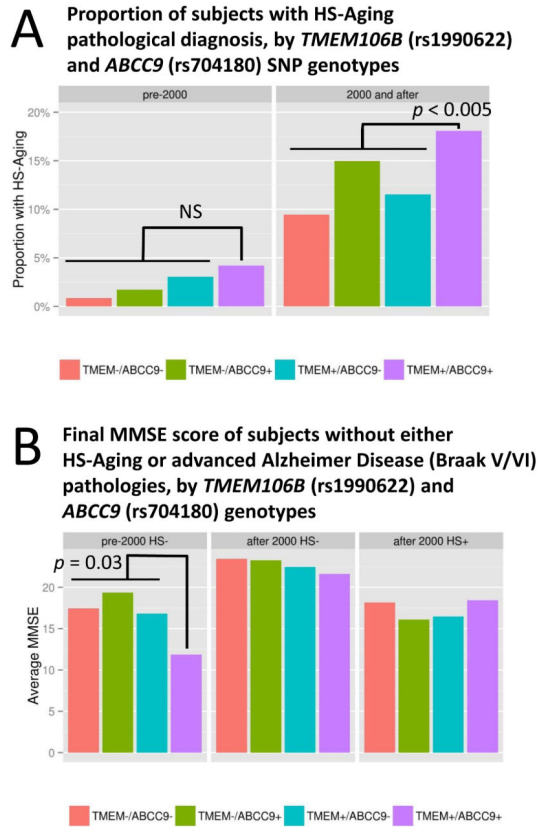 A
Proportion of subjects with HS-Aging
pathological diagnosis, by TMEM106B (rs1990622)
and ABCC9 (rs704180) SNP genotypes
pre-2000
2000 and after
20%
15%
10%
5%
0%
Proportion with HS-Aging
NS
p < 0.005
TMEM-/ABCC9- TMEM-/ABCC9+ TMEM+/ABCC9- TMEM+/ABCC9+
B
Final MMSE score of subjects without either
HS-Aging or advanced Alzheimer Disease (Braak V/VI)
pathologies, by TMEM106B (rs1990622) and
ABCC9 (rs704180) genotypes
pre-2000 HS-
after 2000 HS-
after 2000 HS+
p = 0.03
20
15
10
5
0
Average MMSE
TMEM-/ABCC9- TMEM-/ABCC9+ TMEM+/ABCC9- TMEM+/ABCC9+